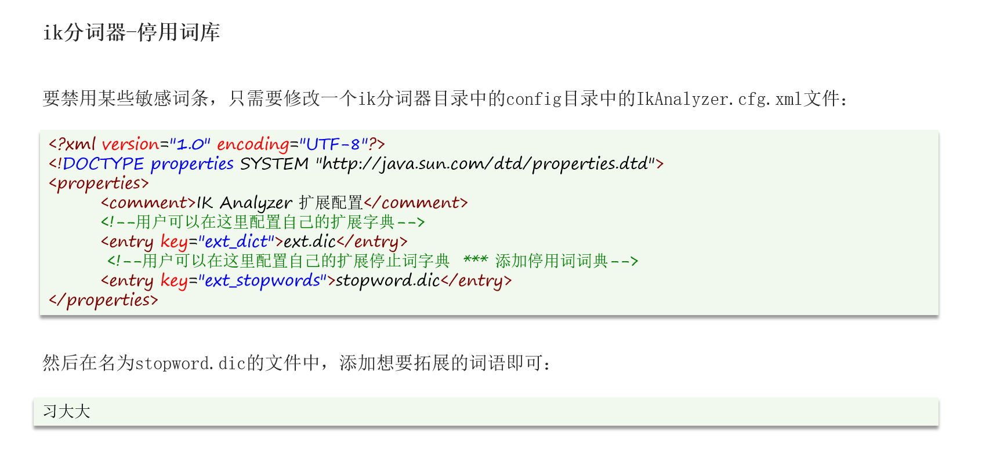 ik分词器-停用词库
要禁用某些敏感词条，只需要修改一个ik分词器目录中的config目录中的IkAnalyzer.cfg.xml文件：
<?xml version="1.0" encoding="UTF-8"?>
<!DOCTYPE properties SYSTEM "http://java.sun.com/dtd/properties.dtd">
<properties>
<comment>IK Analyzer 扩展配置</comment>
<!--用户可以在这里配置自己的扩展字典-->
<entry key="ext_dict">ext.dic</entry>
<!--用户可以在这里配置自己的扩展停止词字典 *** 添加停用词词典-->
<entry key="ext_stopwords">stopword.dic</entry>
</properties>
然后在名为stopword.dic的文件中，添加想要拓展的词语即可：
习大大